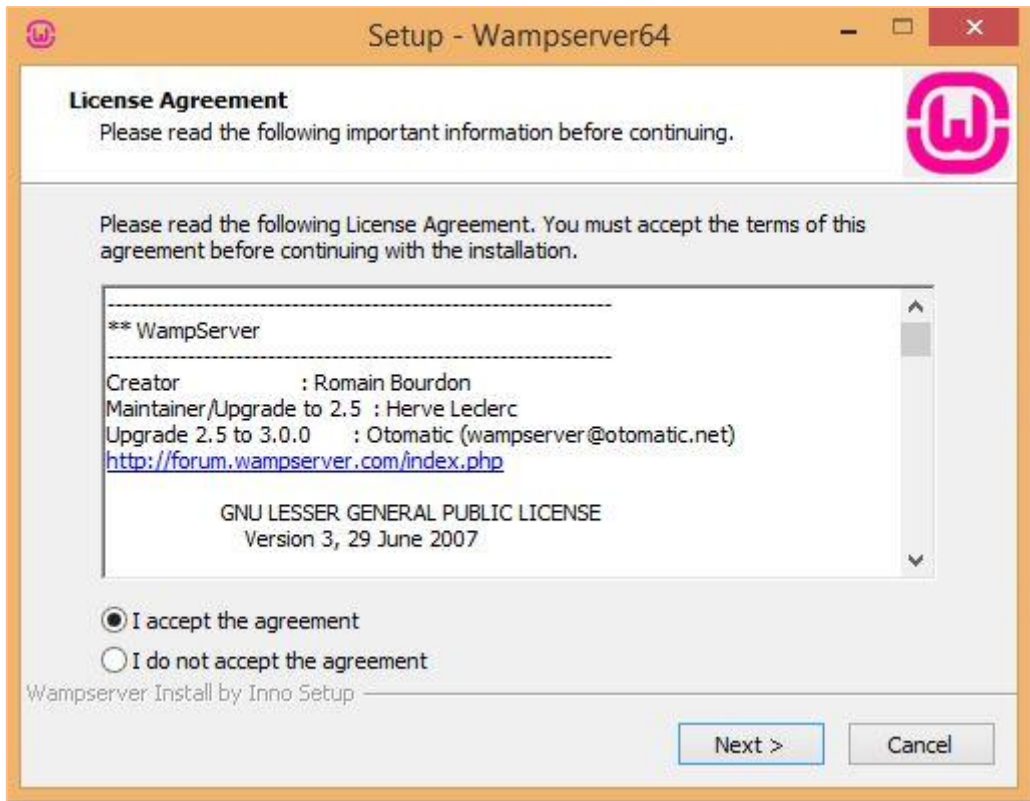 Setup - Wampserver64
License Agreement
Please read the following important information before continuing.
Please read the following License Agreement. You must accept the terms of this
agreement before continuing with the installation.
---------------------------------------------------------------
** WampServer
---------------------------------------------------------------
Creator : Romain Bourdon
Maintainer/Upgrade to 2.5 : Herve Leclerc
Upgrade 2.5 to 3.0.0 : Otomatic (wampserver@otomatic.net)
http://forum.wampserver.com/index.php
GNU LESSER GENERAL PUBLIC LICENSE
Version 3, 29 June 2007
I accept the agreement
I do not accept the agreement
Wampserver Install by Inno Setup
Next > Cancel